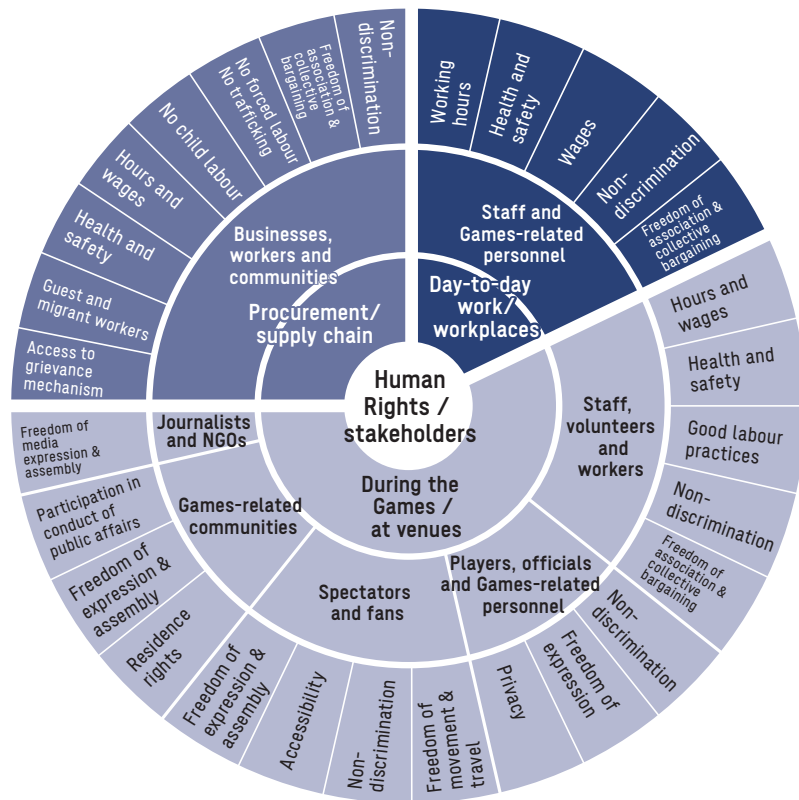 Human
Rights /
stakeholders
Day-to-day
work/
workplaces
Staff and
Games-related
personnel
Working
hours
Health and
safety
Wages
Non-
discrimination
Freedom of
association &
collective
bargaining
During the
Games /
at venues
Staff,
volunteers
and
workers
Hours and
wages
Health and
safety
Good labour
practices
Non-
discrimination
Freedom of
association &
collective
bargaining
Players, officials
and Games-related
personnel
Non-
discrimination
Freedom of
expression
Privacy
Spectators
and fans
Freedom of
movement &
travel
Non-
discrimination
Accessibility
Freedom of
expression &
assembly
Games-related
communities
Residence
rights
Freedom of
expression &
assembly
Participation in
conduct of
public affairs
Journalists
and NGOs
Freedom of
media
expression &
assembly
Procurement/
supply chain
Businesses,
workers and
communities
Access to
grievance
mechanism
Guest and
migrant workers
Health and
safety
Hours and
wages
No child labour
No forced labour
No trafficking
Freedom of
association &
collective
bargaining
Non-
discrimination